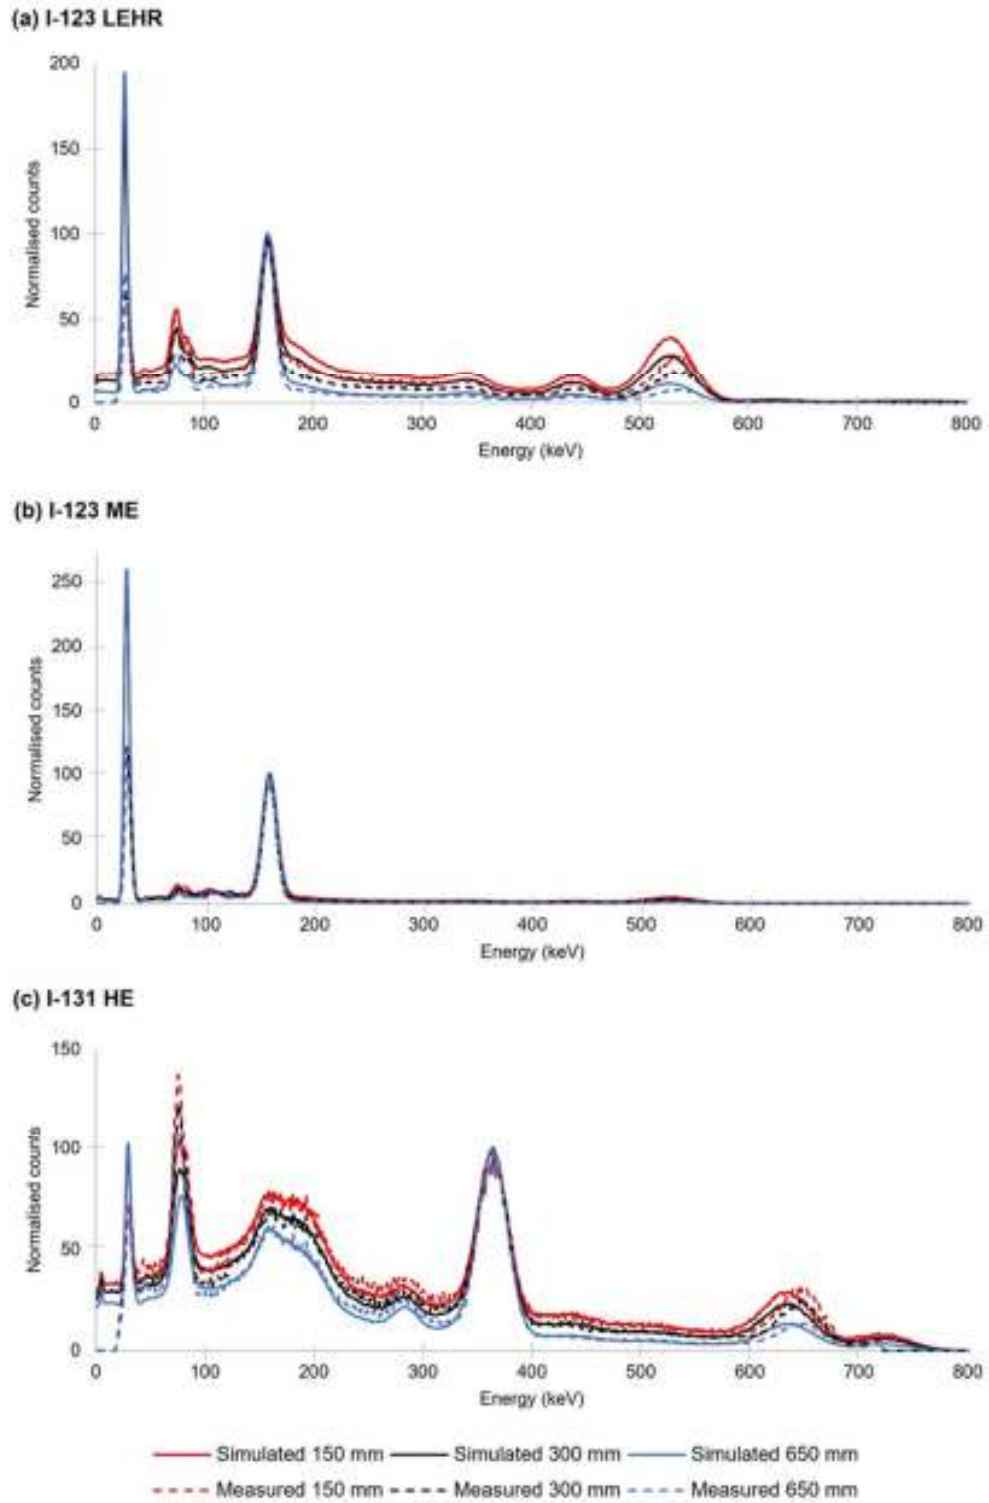 (a) I-123 LEHR
200
150
100
50
0
Normalised counts
0 100 200 300 400 500 600 700 800
Energy (keV)
(b) I-123 ME
250
200
150
100
50
0
Normalised counts
0 100 200 300 400 500 600 700 800
Energy (keV)
(c) I-131 HE
150
100
50
0
Normalised counts
0 100 200 300 400 500 600 700 800
Energy (keV)
Simulated 150 mm Simulated 300 mm Simulated 650 mm
Measured 150 mm Measured 300 mm Measured 650 mm